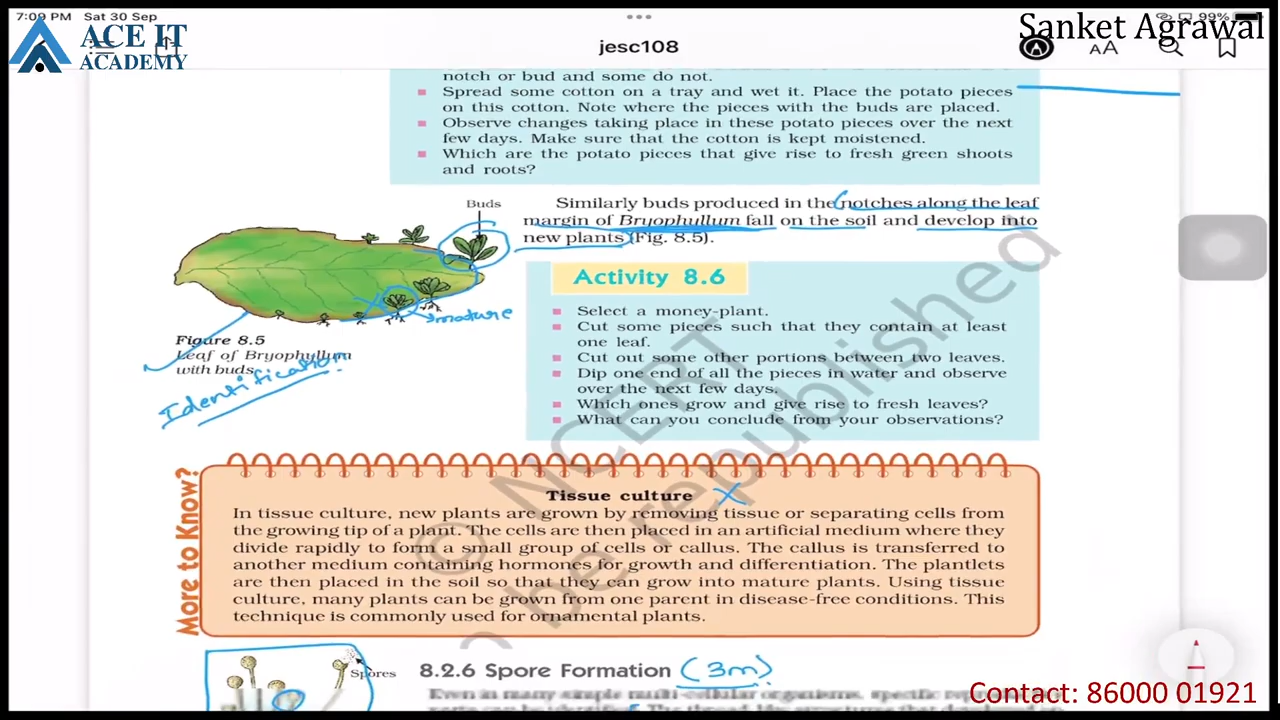 7:09 PM Sat 30 Sep
99%
Sanket Agrawal
ACE IT
ACADEMY
jesc108
AA
notch or bud and some do not.
Spread some cotton on a tray and wet it. Place the potato pieces
on this cotton. Note where the pieces with the buds are placed.
Observe changes taking place in these potato pieces over the next
few days. Make sure that the cotton is kept moistened.
Which are the potato pieces that give rise to fresh green shoots
and roots?
Buds
Similarly buds produced in the notches along the leaf
margin of Bryophyllum fall on the soil and develop into
new plants (Fig. 8.5).
mature
Figure 8.5
Leaf of Bryophyllum
with buds
Identification
Activity 8.6
Select a money-plant.
Cut some pieces such that they contain at least
one leaf.
Cut out some other portions between two leaves.
Dip one end of all the pieces in water and observe
over the next few days.
Which ones grow and give rise to fresh leaves?
What can you conclude from your observations?
© NCERT
be republished
More to Know?
Tissue culture
In tissue culture, new plants are grown by removing tissue or separating cells from
the growing tip of a plant. The cells are then placed in an artificial medium where they
divide rapidly to form a small group of cells or callus. The callus is transferred to
another medium containing hormones for growth and differentiation. The plantlets
are then placed in the soil so that they can grow into mature plants. Using tissue
culture, many plants can be grown from one parent in disease-free conditions. This
technique is commonly used for ornamental plants.
Spores
8.2.6 Spore Formation (3m)
Even in many simple multi-cellular organisms, specific
Contact: 86000 01921